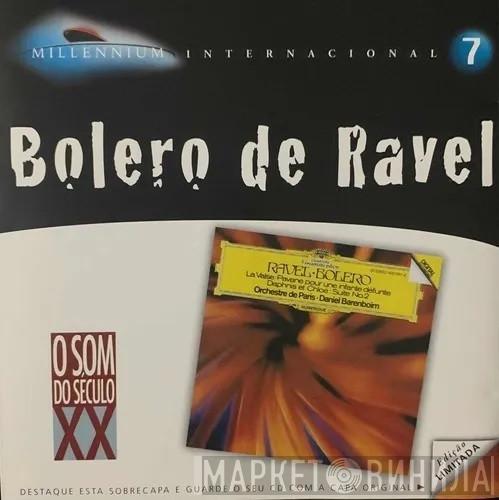 MILLENNIUM INTERNACIONAL 7
Bolero de Ravel
DIGITAL
RAVEL · BOLERO
La Valse · Pavane pour une infante défunte
Daphnis et Chloé: Suite No.2
Orchestre de Paris · Daniel Barenboim
O SOM
DO SÉCULO
XX
Edição
LIMITADA
DESTAQUE ESTA SOBRECAPA E GUARDE O SEU CD COM A CAPA ORIGINAL ►
МАРКЕТ ВИНИЛА